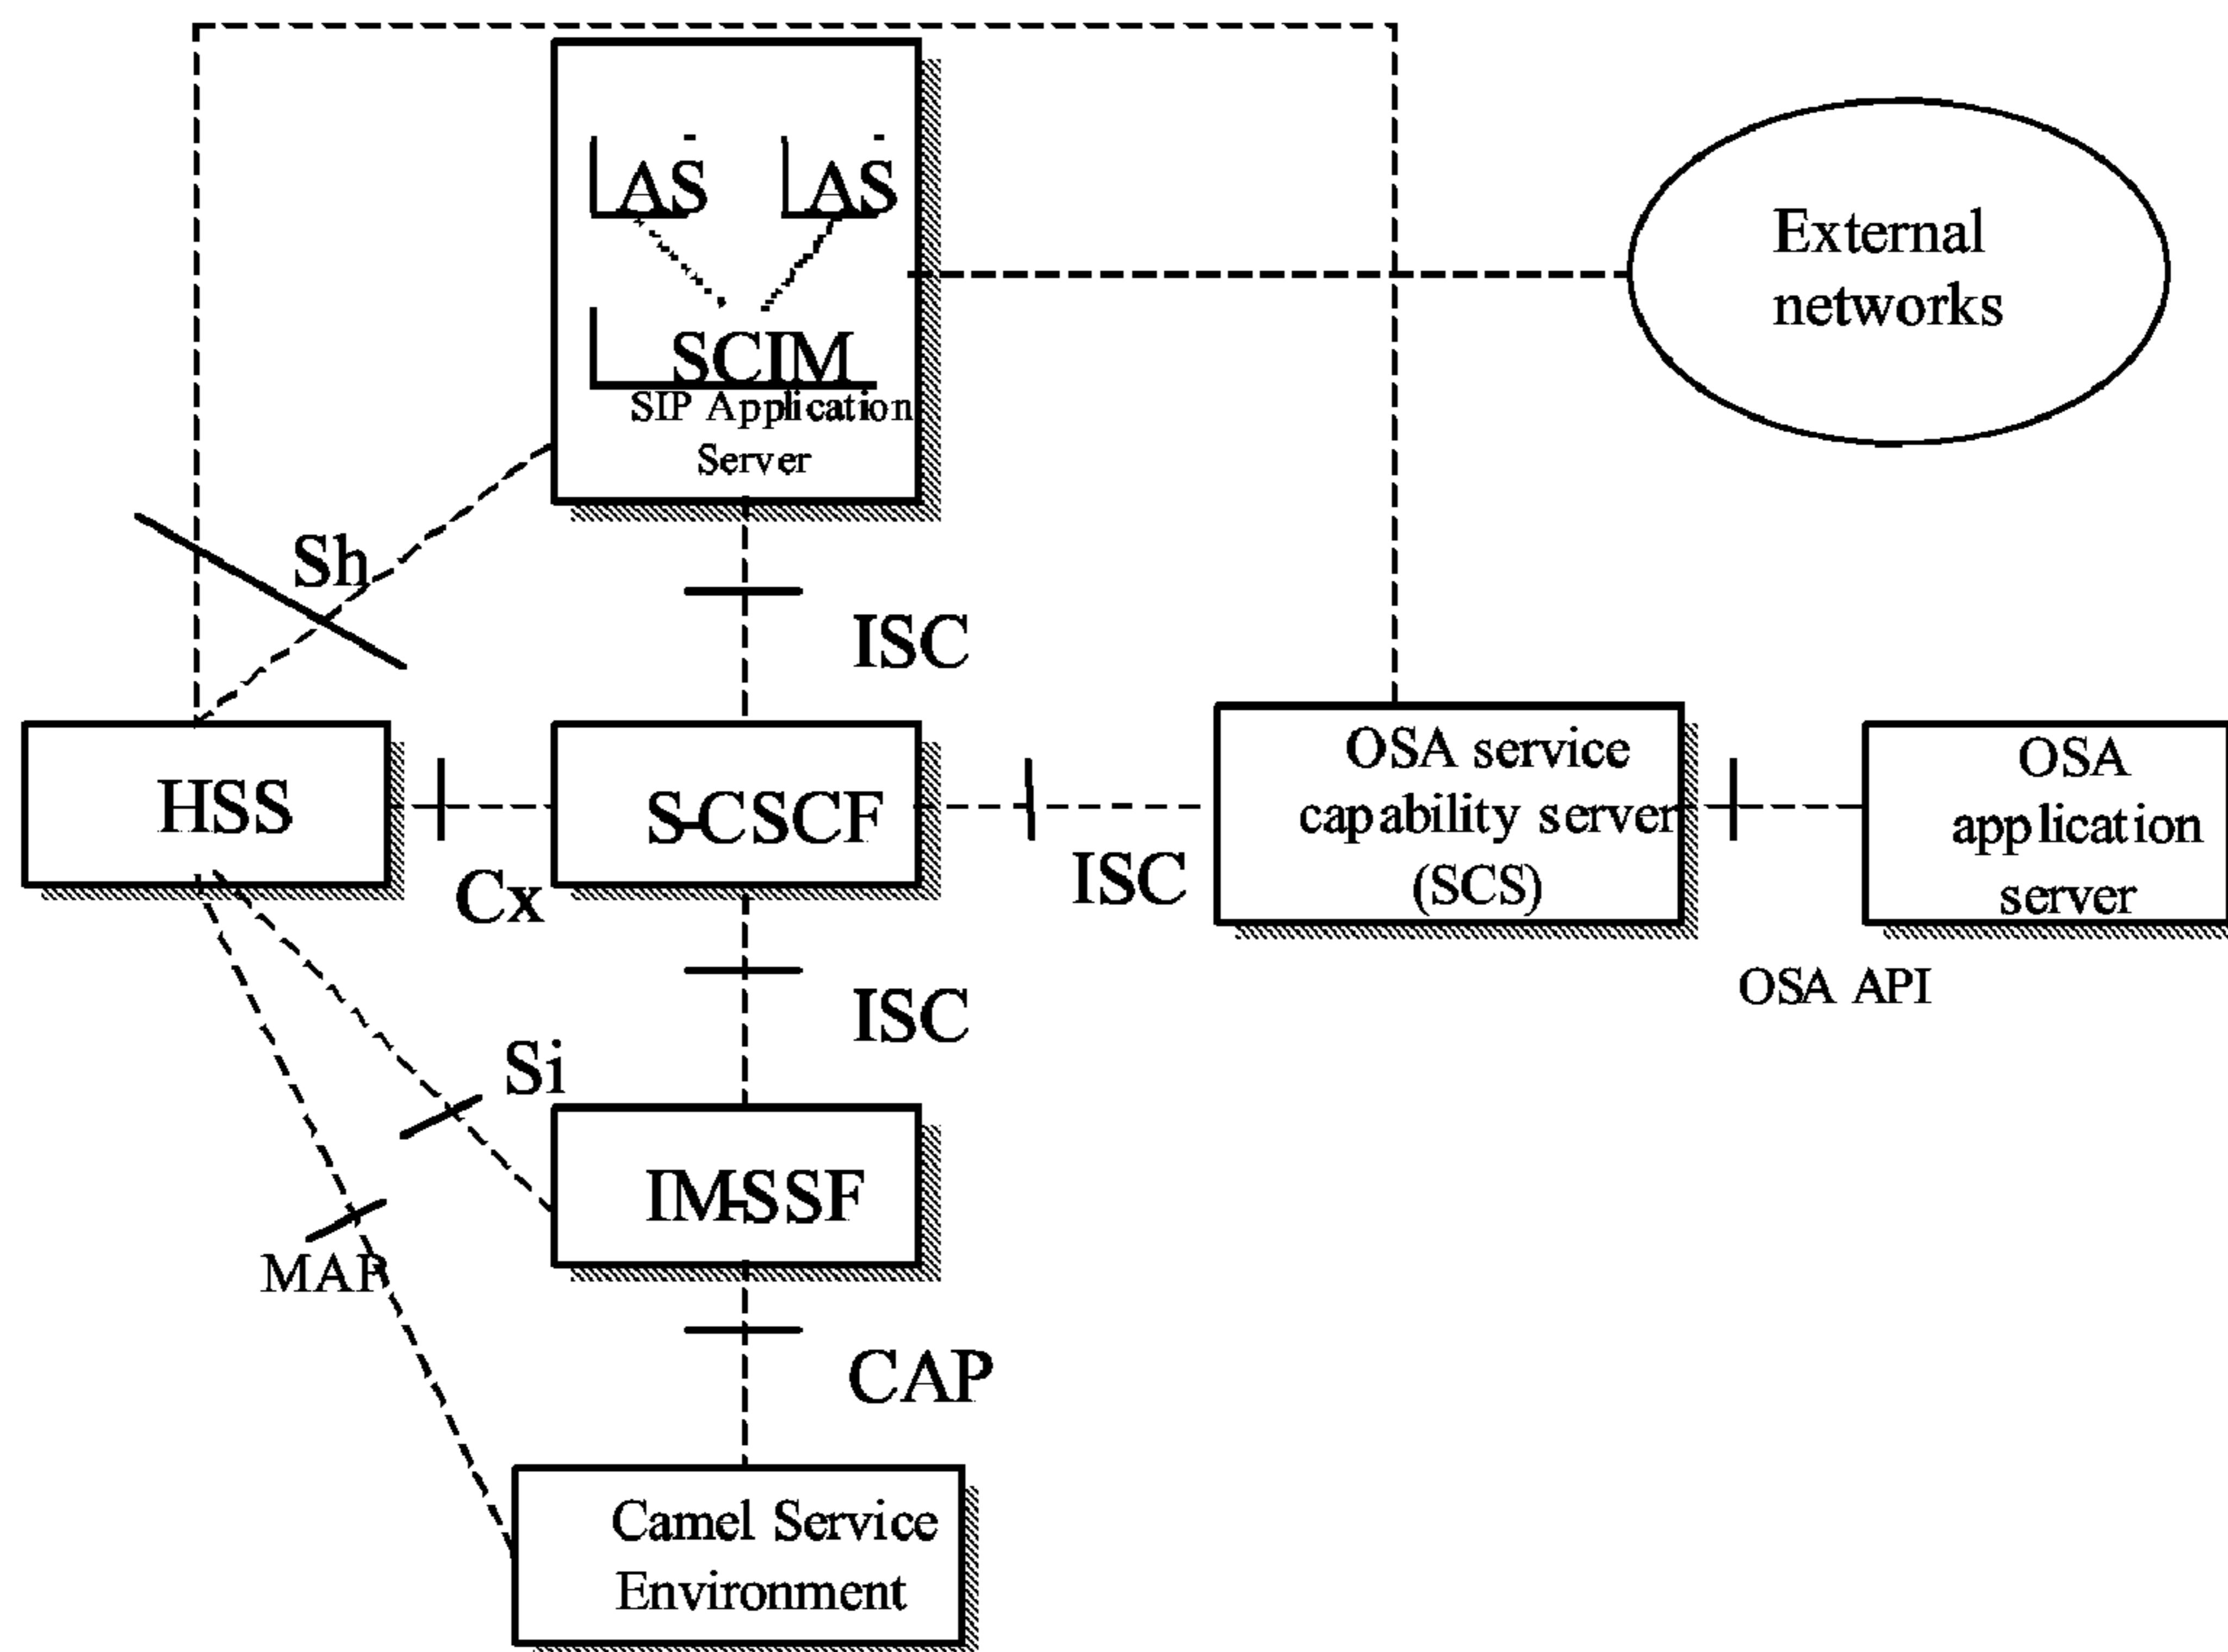 AS AS
External
networks
SCIM
SIP Application
Server
Sh
ISC
HSS
S-CSCF
OSA service
capability server
(SCS)
OSA
application
server
Cx
ISC
ISC
OSA API
Si
IM-SSF
MAP
CAP
Camel Service
Environment